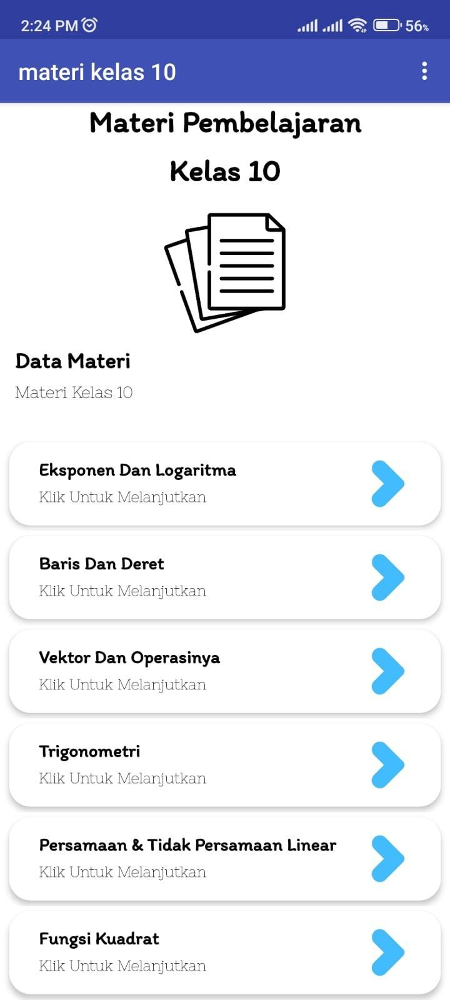 2:24 PM
56%
materi kelas 10
Materi Pembelajaran
Kelas 10
Data Materi
Materi Kelas 10
Eksponen Dan Logaritma
Klik Untuk Melanjutkan
Baris Dan Deret
Klik Untuk Melanjutkan
Vektor Dan Operasinya
Klik Untuk Melanjutkan
Trigonometri
Klik Untuk Melanjutkan
Persamaan & Tidak Persamaan Linear
Klik Untuk Melanjutkan
Fungsi Kuadrat
Klik Untuk Melanjutkan